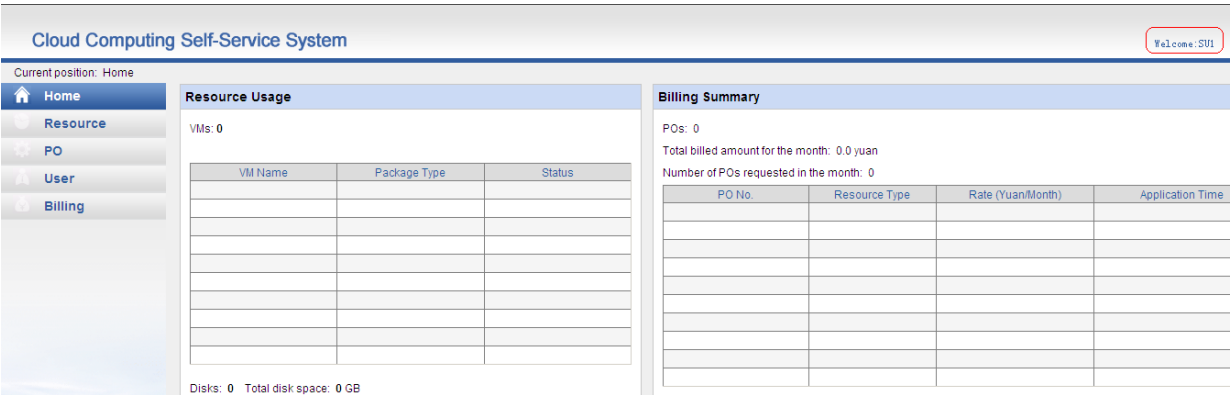 Cloud Computing Self-Service System
Welcome:SU1
Current position: Home
Home
Resource
PO
User
Billing
Resource Usage
VMs: 0
VM Name Package Type Status
Disks: 0 Total disk space: 0 GB
Billing Summary
POs: 0
Total billed amount for the month: 0.0 yuan
Number of POs requested in the month: 0
PO No. Resource Type Rate (Yuan/Month) Application Time